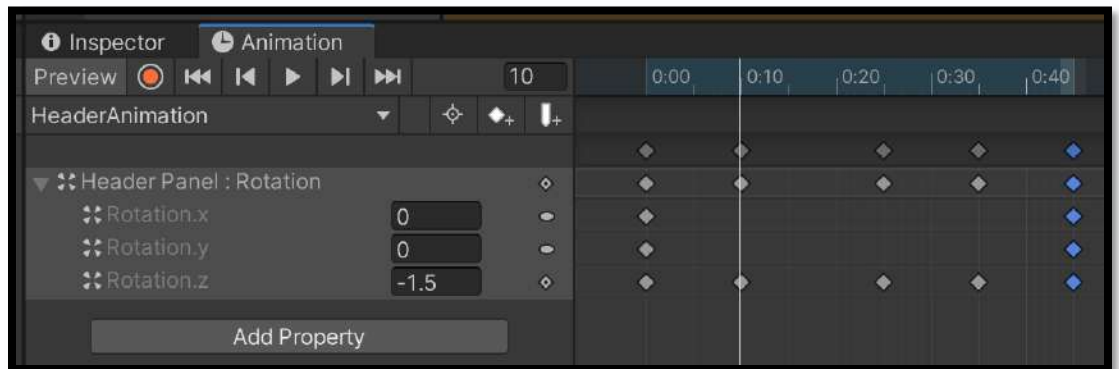 Inspector Animation
Preview 10 0:00 0:10 0:20 0:30 0:40
HeaderAnimation
Header Panel : Rotation
Rotation.x 0
Rotation.y 0
Rotation.z -1.5
Add Property